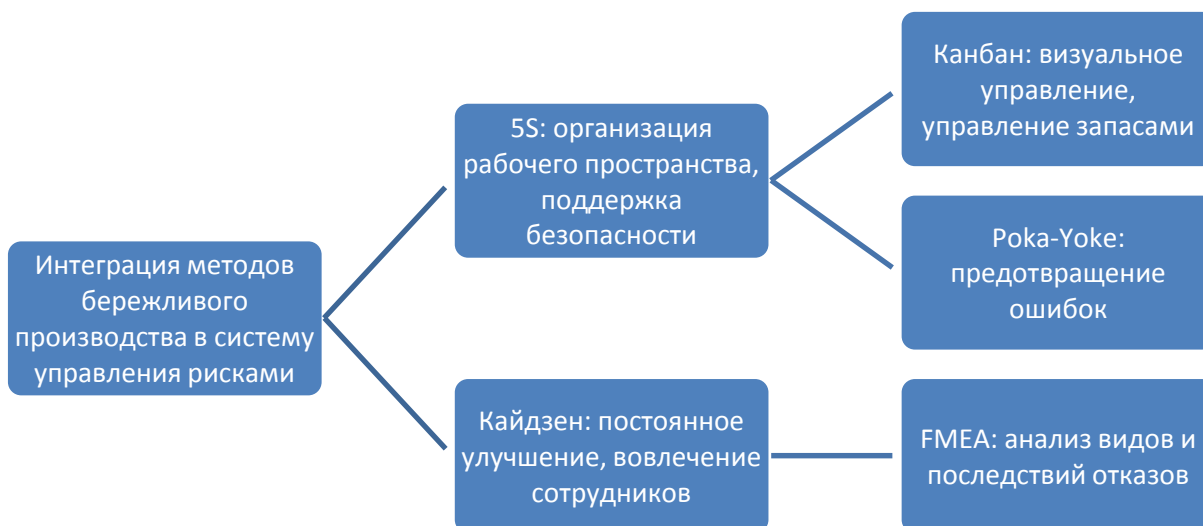 Интеграция методов
бережливого
производства в систему
управления рисками
5S: организация
рабочего пространства,
поддержка
безопасности
Канбан: визуальное
управление,
управление запасами
Poka-Yoke:
предотвращение
ошибок
Кайдзен: постоянное
улучшение, вовлечение
сотрудников
FMEA: анализ видов и
последствий отказов